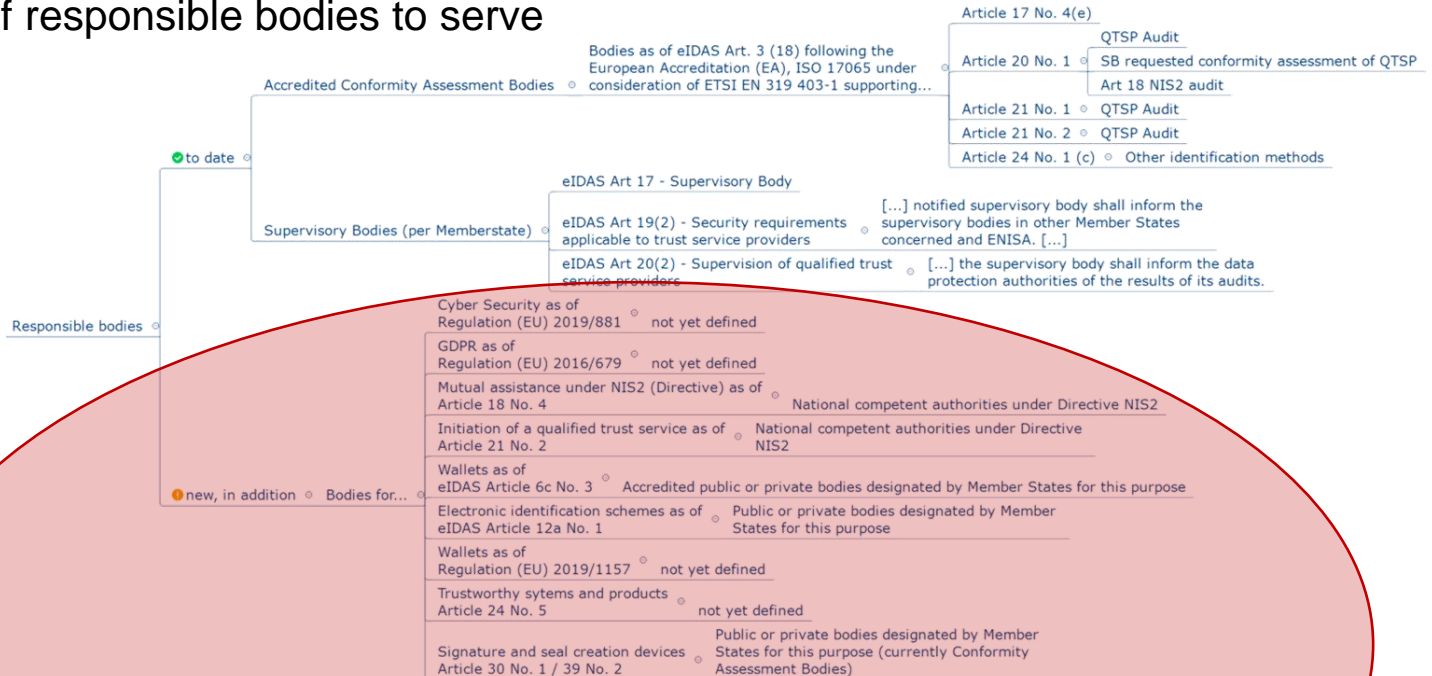 f responsible bodies to serve
Article 17 No. 4(e)
Bodies as of eIDAS Art. 3 (18) following the
European Accreditation (EA), ISO 17065 under
consideration of ETSI EN 319 403-1 supporting...
Accredited Conformity Assessment Bodies
QTSP Audit
Article 20 No. 1
SB requested conformity assessment of QTSP
Art 18 NIS2 audit
Article 21 No. 1
QTSP Audit
Article 21 No. 2
QTSP Audit
Article 24 No. 1 (c)
Other identification methods
to date
eIDAS Art 17 - Supervisory Body
Supervisory Bodies (per Memberstate)
eIDAS Art 19(2) - Security requirements
applicable to trust service providers
[...] notified supervisory body shall inform the
supervisory bodies in other Member States
concerned and ENISA. [...]
eIDAS Art 20(2) - Supervision of qualified trust
service providers
[...] the supervisory body shall inform the data
protection authorities of the results of its audits.
Responsible bodies
Cyber Security as of
Regulation (EU) 2019/881
not yet defined
GDPR as of
Regulation (EU) 2016/679
not yet defined
Mutual assistance under NIS2 (Directive) as of
Article 18 No. 4
National competent authorities under Directive NIS2
Initiation of a qualified trust service as of
Article 21 No. 2
National competent authorities under Directive
NIS2
new, in addition
Bodies for...
Wallets as of
eIDAS Article 6c No. 3
Accredited public or private bodies designated by Member States for this purpose
Electronic identification schemes as of
eIDAS Article 12a No. 1
Public or private bodies designated by Member
States for this purpose
Wallets as of
Regulation (EU) 2019/1157
not yet defined
Trustworthy sytems and products
Article 24 No. 5
not yet defined
Signature and seal creation devices
Article 30 No. 1 / 39 No. 2
Public or private bodies designated by Member
States for this purpose (currently Conformity
Assessment Bodies)